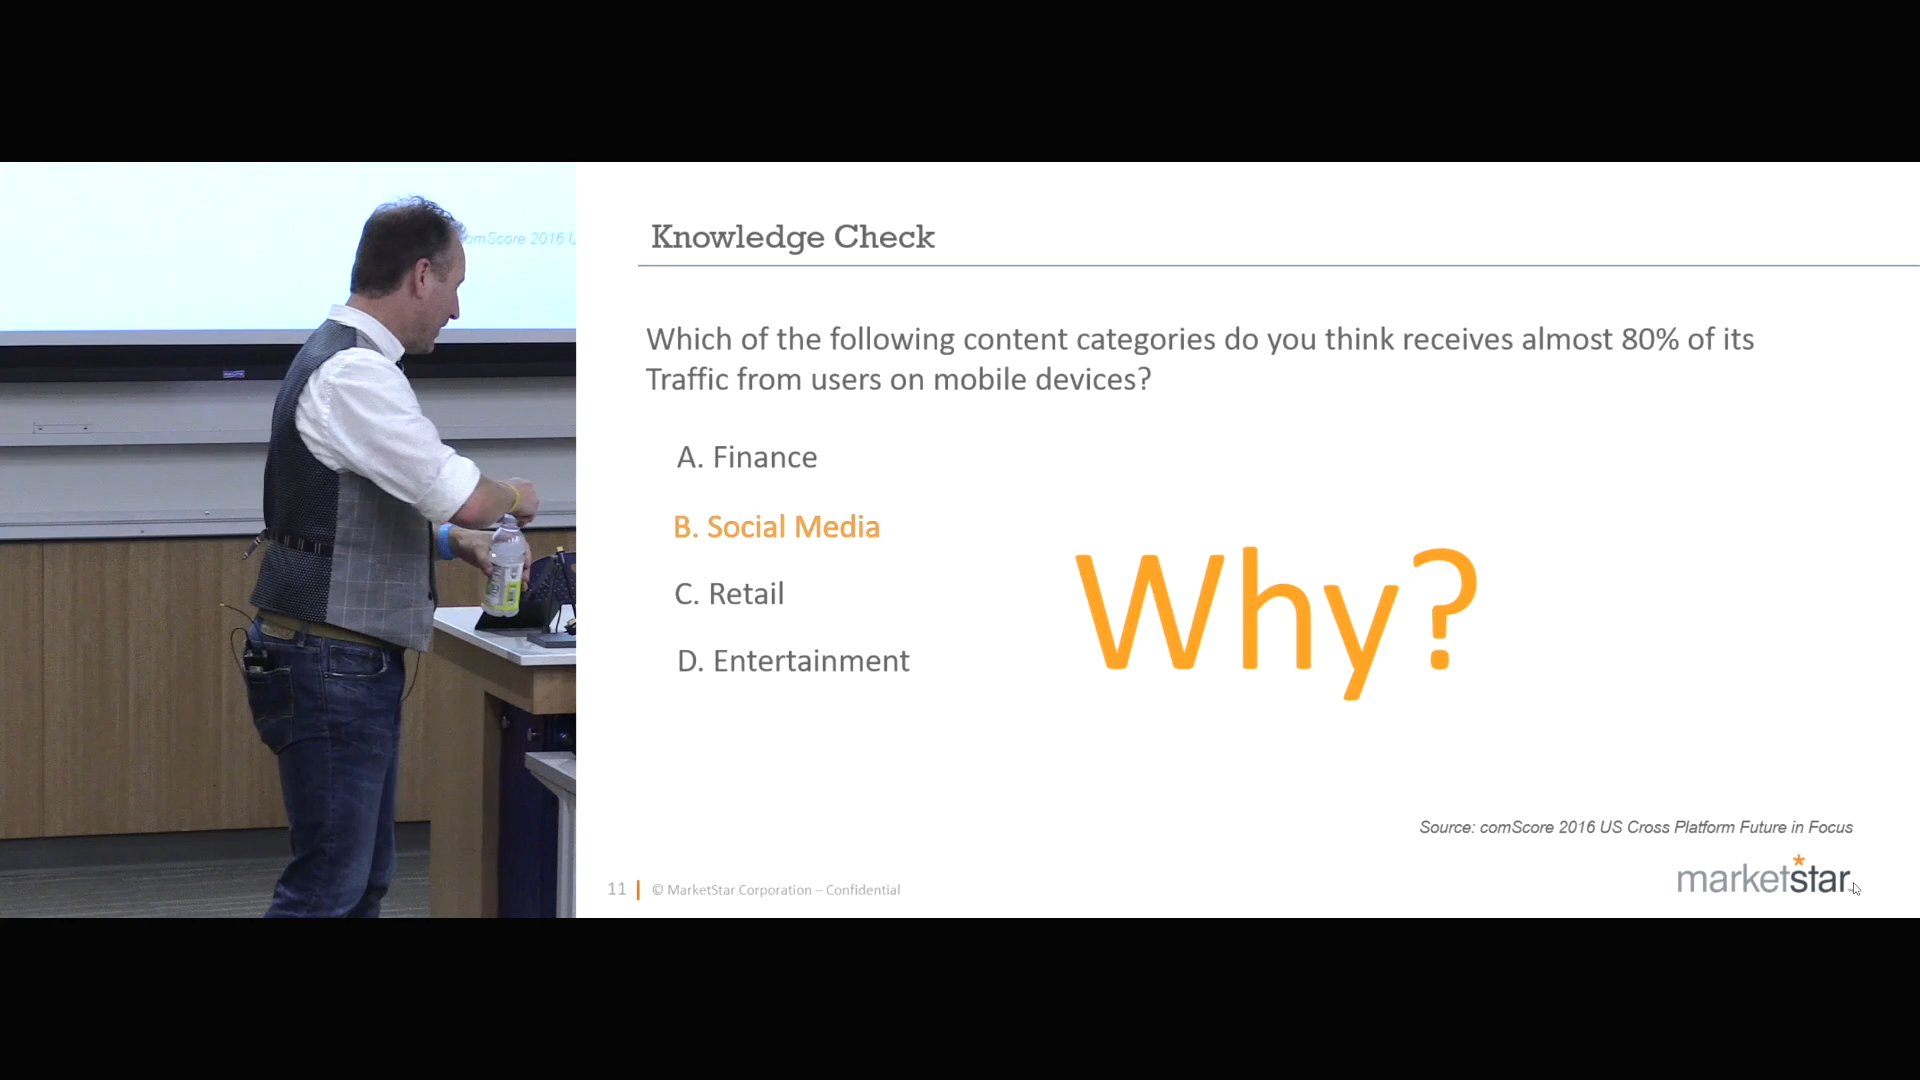 omScore 2016 U
Knowledge Check
Which of the following content categories do you think receives almost 80% of its
Traffic from users on mobile devices?
A. Finance
B. Social Media
C. Retail
D. Entertainment
Why?
Source: comScore 2016 US Cross Platform Future in Focus
marketstar
11
© MarketStar Corporation – Confidential